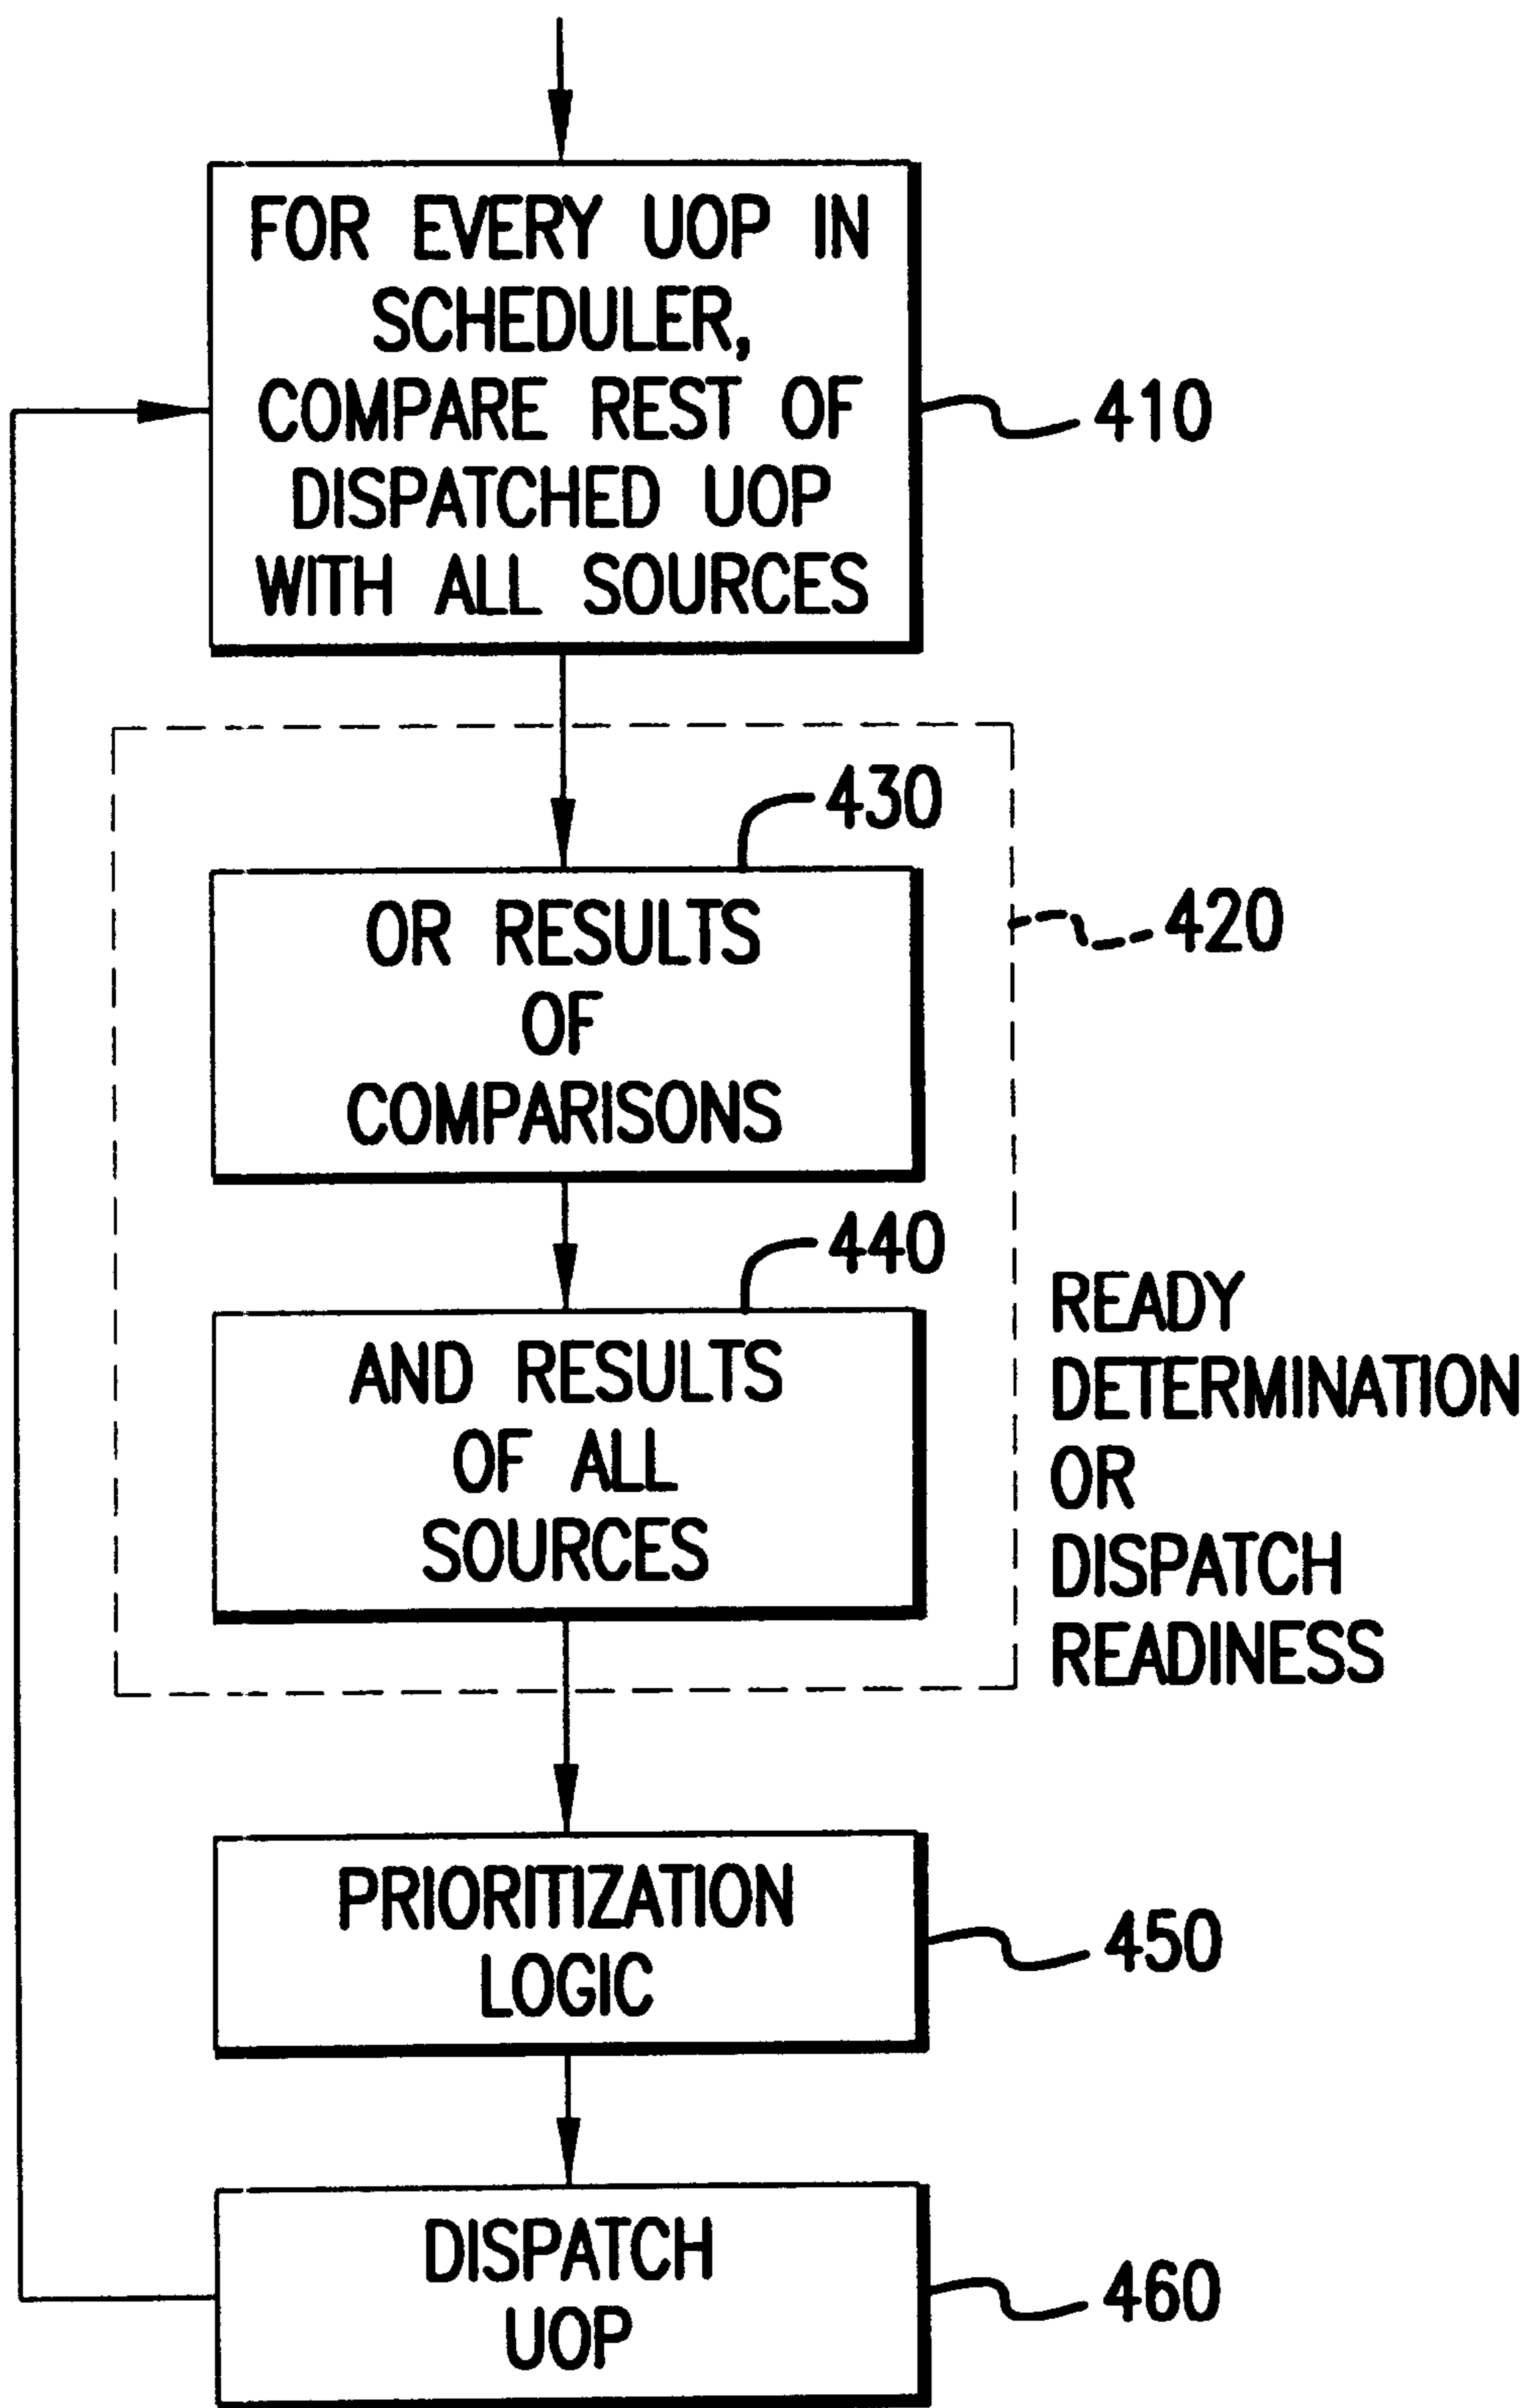 FOR EVERY UOP IN
SCHEDULER,
COMPARE REST OF
DISPATCHED UOP
WITH ALL SOURCES
410
430
OR RESULTS
OF
COMPARISONS
420
440
AND RESULTS
OF ALL
SOURCES
READY
DETERMINATION
OR
DISPATCH
READINESS
PRIORITIZATION
LOGIC
450
DISPATCH
UOP
460